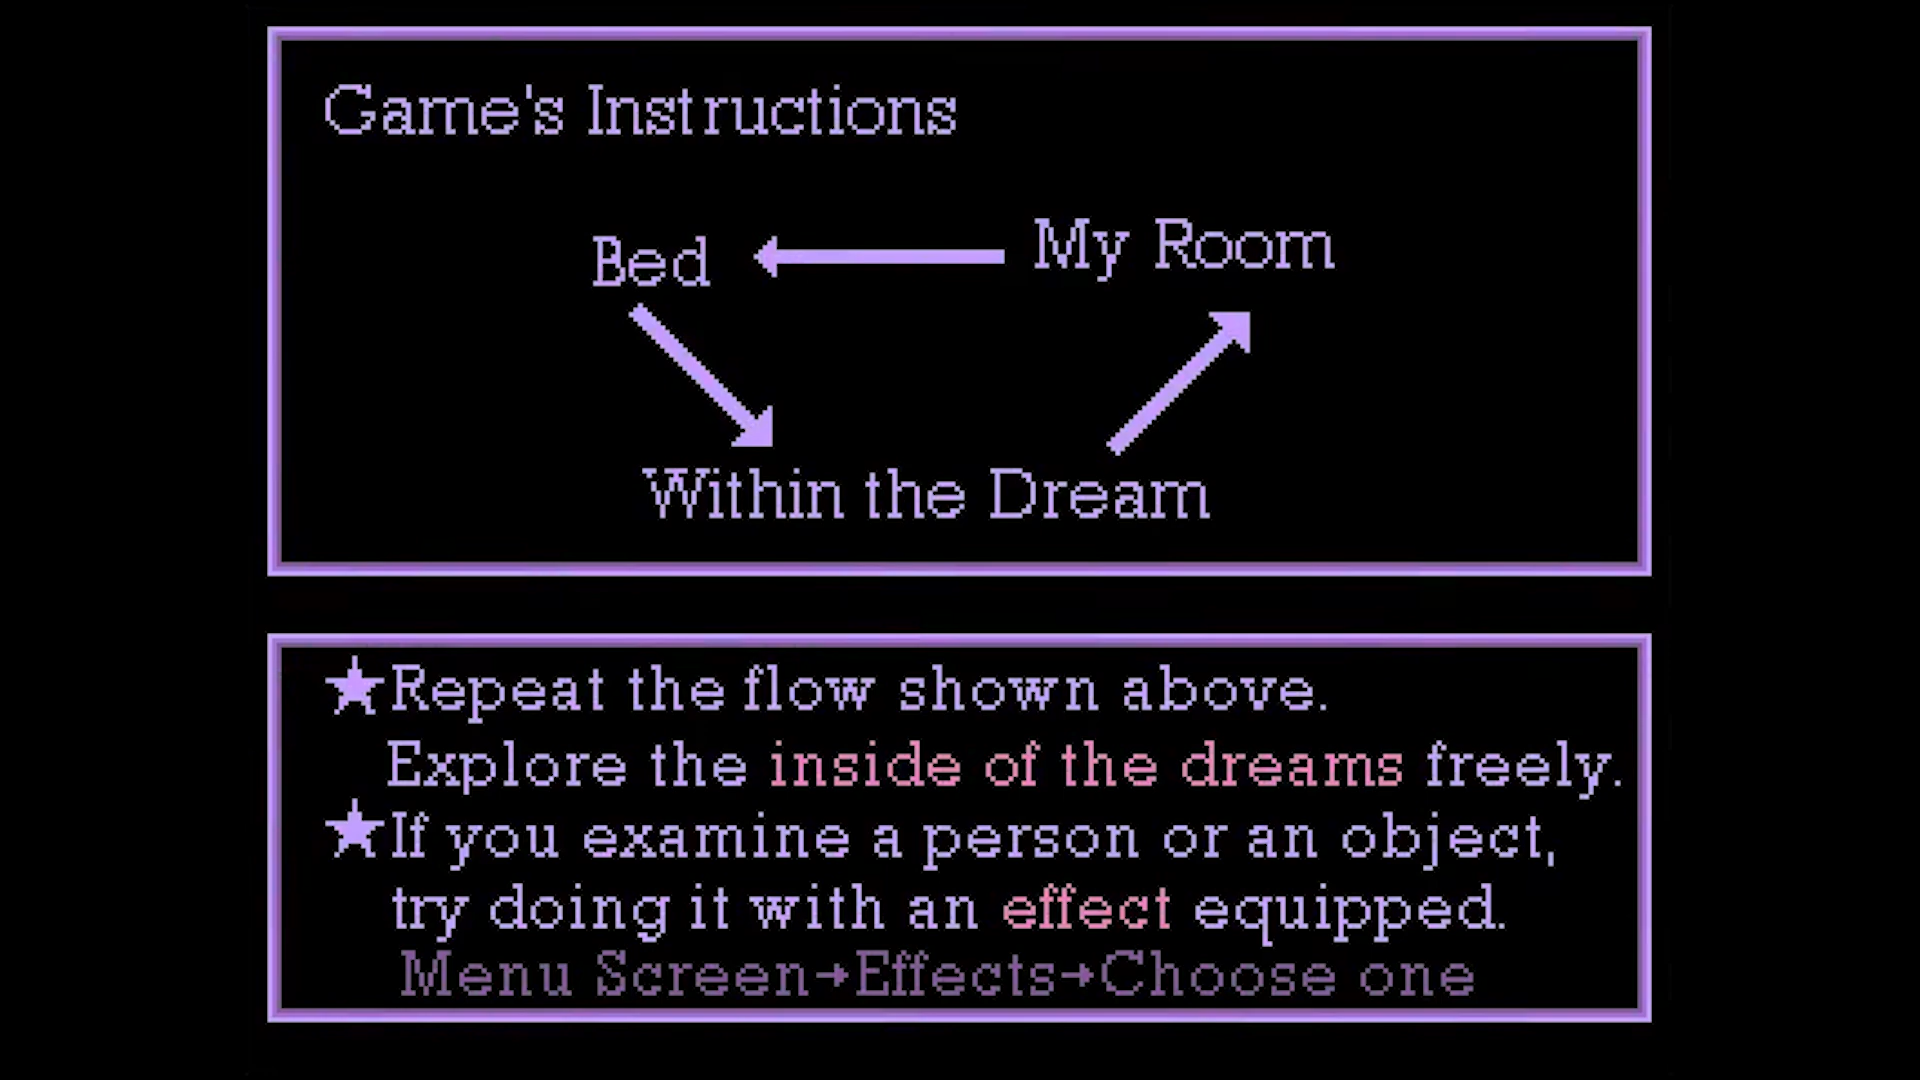 Game's Instructions
Bed ← My Room
Within the Dream
★Repeat the flow shown above.
Explore the inside of the dreams freely.
★If you examine a person or an object,
try doing it with an effect equipped.
Menu Screen→Effects→Choose one